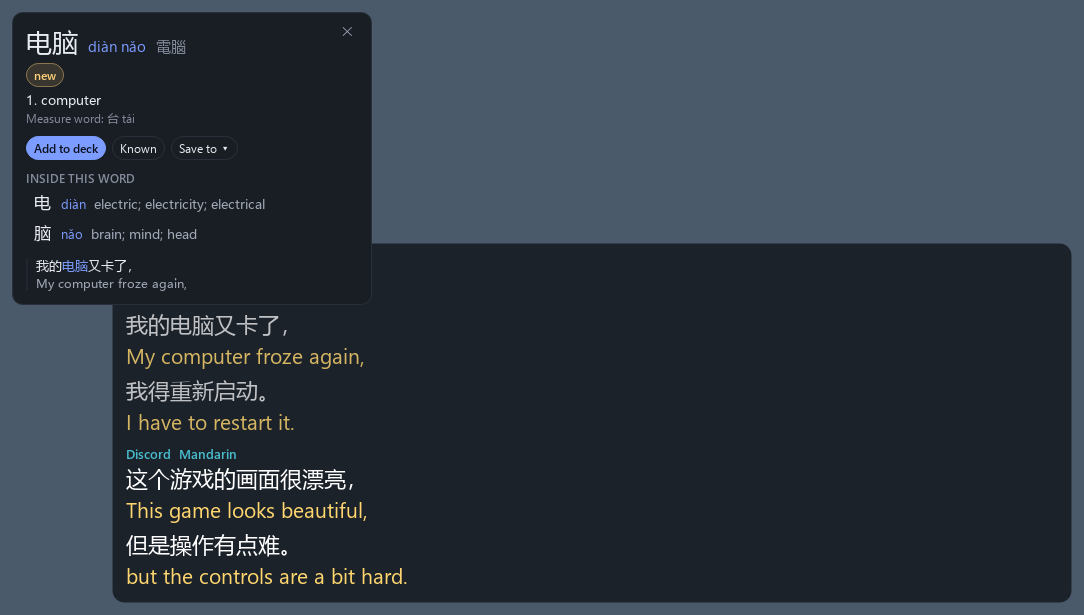 电脑 diàn nǎo 電腦
new
1. computer
Measure word: 台 tái
Add to deck Known Save to ▾
INSIDE THIS WORD
电 diàn electric; electricity; electrical
脑 nǎo brain; mind; head
我的电脑又卡了，
My computer froze again,
我的电脑又卡了，
My computer froze again,
我得重新启动。
I have to restart it.
Discord Mandarin
这个游戏的画面很漂亮，
This game looks beautiful,
但是操作有点难。
but the controls are a bit hard.